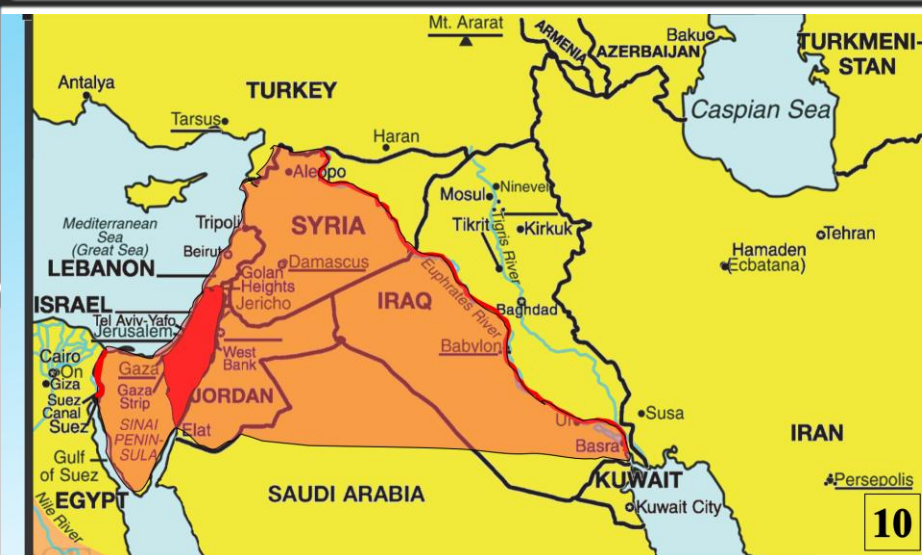 Mt. Ararat
ARMENIA
Baku
AZERBAIJAN
TURKMENI-
STAN
Antalya
TURKEY
Caspian Sea
Tarsus
Haran
Aleppo
Mosul
Nineveh
Mediterranean
Sea
(Great Sea)
Tripoli
SYRIA
Tikrit
Tigris River
Kirkuk
Tehran
Beirut
Damascus
Hamaden
(Ecbatana)
LEBANON
Golan
Heights
Euphrates River
IRAQ
Jericho
ISRAEL
Baghdad
Tel Aviv-Yafo
Jerusalem
Babylon
West
Bank
Cairo
On
Giza
Gaza
Suez
Canal
Gaza
Strip
JORDAN
Suez
SINAI
PENIN-
SULA
Elat
Ur
Susa
Basra
IRAN
Gulf
of Suez
KUWAIT
Persepolis
EGYPT
SAUDI ARABIA
Kuwait City
Nile River
10